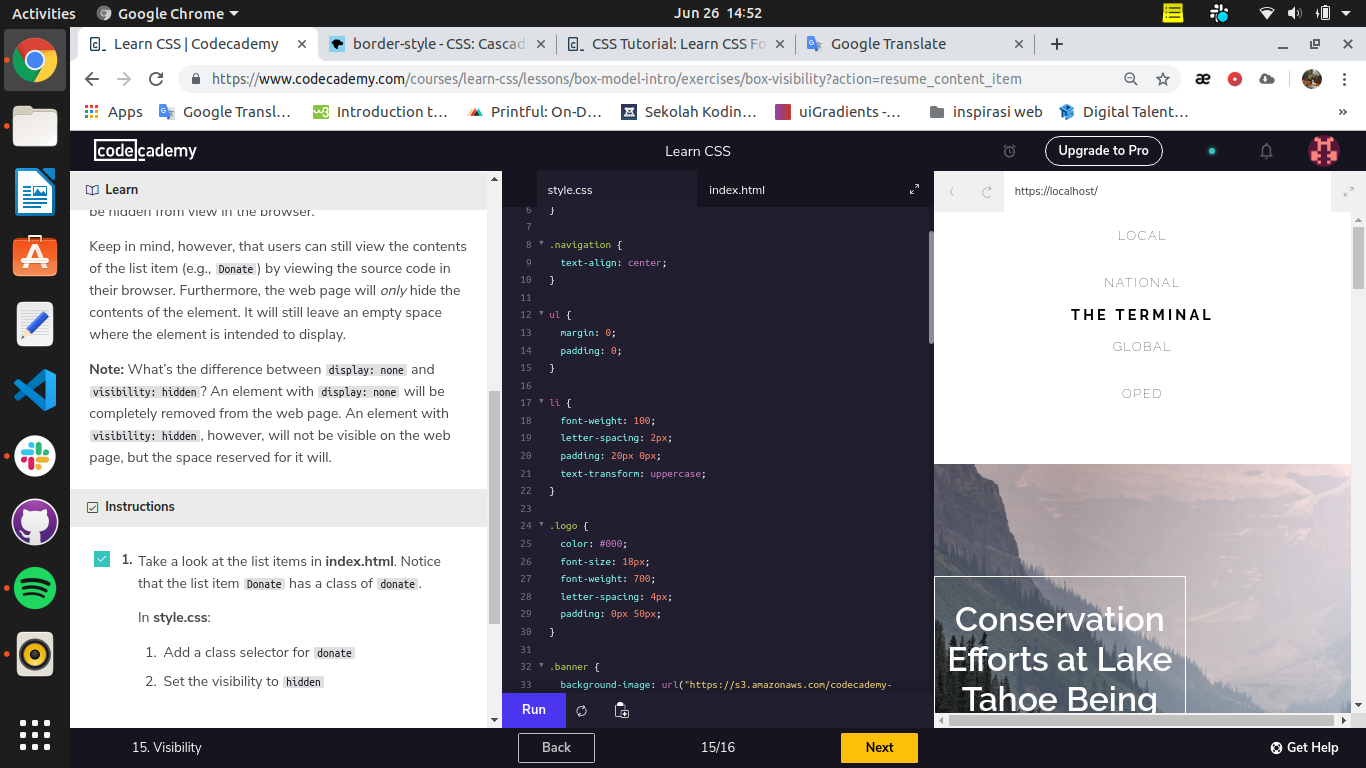 Activities
Google Chrome
Jun 26 14:52
Learn CSS | Codecademy
border-style - CSS: Cascad
CSS Tutorial: Learn CSS Fo
Google Translate
https://www.codecademy.com/courses/learn-css/lessons/box-model-intro/exercises/box-visibility?action=resume_content_item
Apps
Google Transl...
Introduction t...
Printful: On-D...
Sekolah Kodin...
uiGradients -...
inspirasi web
Digital Talent...
»
codecademy
Learn CSS
Upgrade to Pro
Learn
be hidden from view in the browser.
Keep in mind, however, that users can still view the contents
of the list item (e.g., Donate) by viewing the source code in
their browser. Furthermore, the web page will only hide the
contents of the element. It will still leave an empty space
where the element is intended to display.
Note: What's the difference between display: none and
visibility: hidden? An element with display: none will be
completely removed from the web page. An element with
visibility: hidden, however, will not be visible on the web
page, but the space reserved for it will.
Instructions
1. Take a look at the list items in index.html. Notice
that the list item Donate has a class of donate.
In style.css:
1. Add a class selector for donate
2. Set the visibility to hidden
style.css
index.html
6 }
7
8 .navigation {
9 text-align: center;
10 }
11
12 ul {
13 margin: 0;
14 padding: 0;
15 }
16
17 li {
18 font-weight: 100;
19 letter-spacing: 2px;
20 padding: 20px 0px;
21 text-transform: uppercase;
22 }
23
24 .logo {
25 color: #000;
26 font-size: 18px;
27 font-weight: 700;
28 letter-spacing: 4px;
29 padding: 0px 50px;
30 }
31
32 .banner {
33 background-image: url("https://s3.amazonaws.com/codecademy-
Run
https://localhost/
LOCAL
NATIONAL
THE TERMINAL
GLOBAL
OPED
Conservation
Efforts at Lake
Tahoe Being
15. Visibility
Back
15/16
Next
Get Help